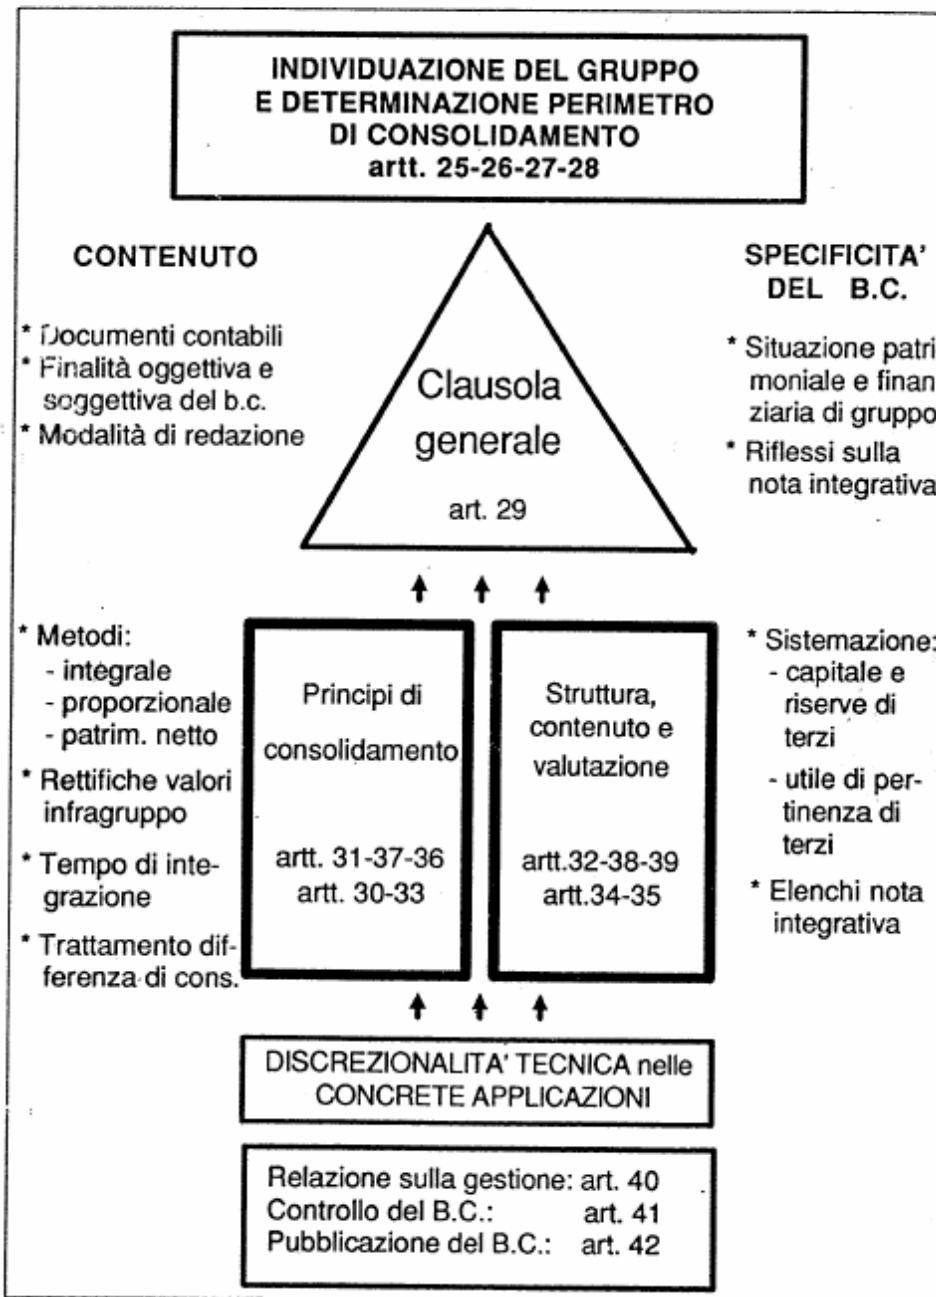 INDIVIDUAZIONE DEL GRUPPO
E DETERMINAZIONE PERIMETRO
DI CONSOLIDAMENTO
artt. 25-26-27-28
CONTENUTO
* Documenti contabili
* Finalità oggettiva e
soggettiva del b.c.
* Modalità di redazione
Clausola
generale
art. 29
SPECIFICITA'
DEL B.C.
* Situazione patri
moniale e finan
ziaria di gruppo
* Riflessi sulla
nota integrativa
* Metodi:
- integrale
- proporzionale
- patrim. netto
* Rettifiche valori
infragruppo
* Tempo di inte-
grazione
* Trattamento dif-
ferenza di cons.
Principi di
consolidamento
artt. 31-37-36
artt. 30-33
Struttura,
contenuto e
valutazione
artt.32-38-39
artt.34-35
* Sistemazione:
- capitale e
riserve di
terzi
- utile di per-
tinenza di
terzi
* Elenchi nota
integrativa
DISCREZIONALITA' TECNICA nelle
CONCRETE APPLICAZIONI
Relazione sulla gestione: art. 40
Controllo del B.C.: art. 41
Pubblicazione del B.C.: art. 42